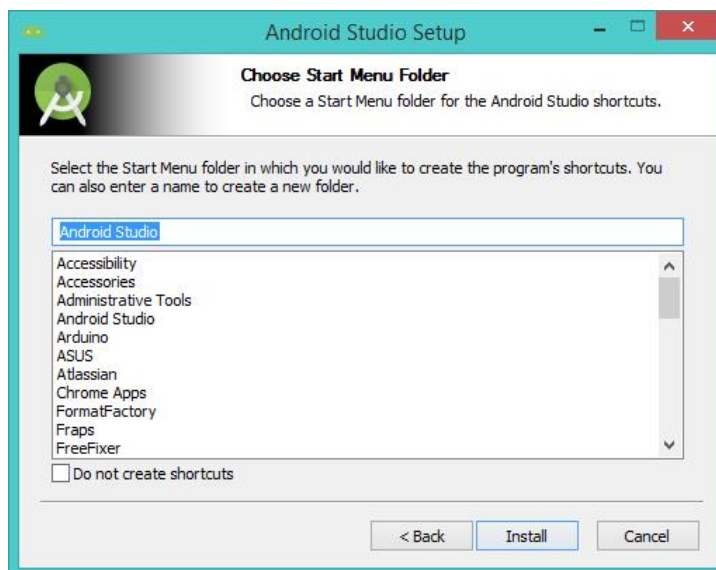 Android Studio Setup
Choose Start Menu Folder
Choose a Start Menu folder for the Android Studio shortcuts.
Select the Start Menu folder in which you would like to create the program's shortcuts. You
can also enter a name to create a new folder.
Android Studio
Accessibility
Accessories
Administrative Tools
Android Studio
Arduino
ASUS
Atlassian
Chrome Apps
FormatFactory
Fraps
FreeFixer
Do not create shortcuts
< Back Install Cancel